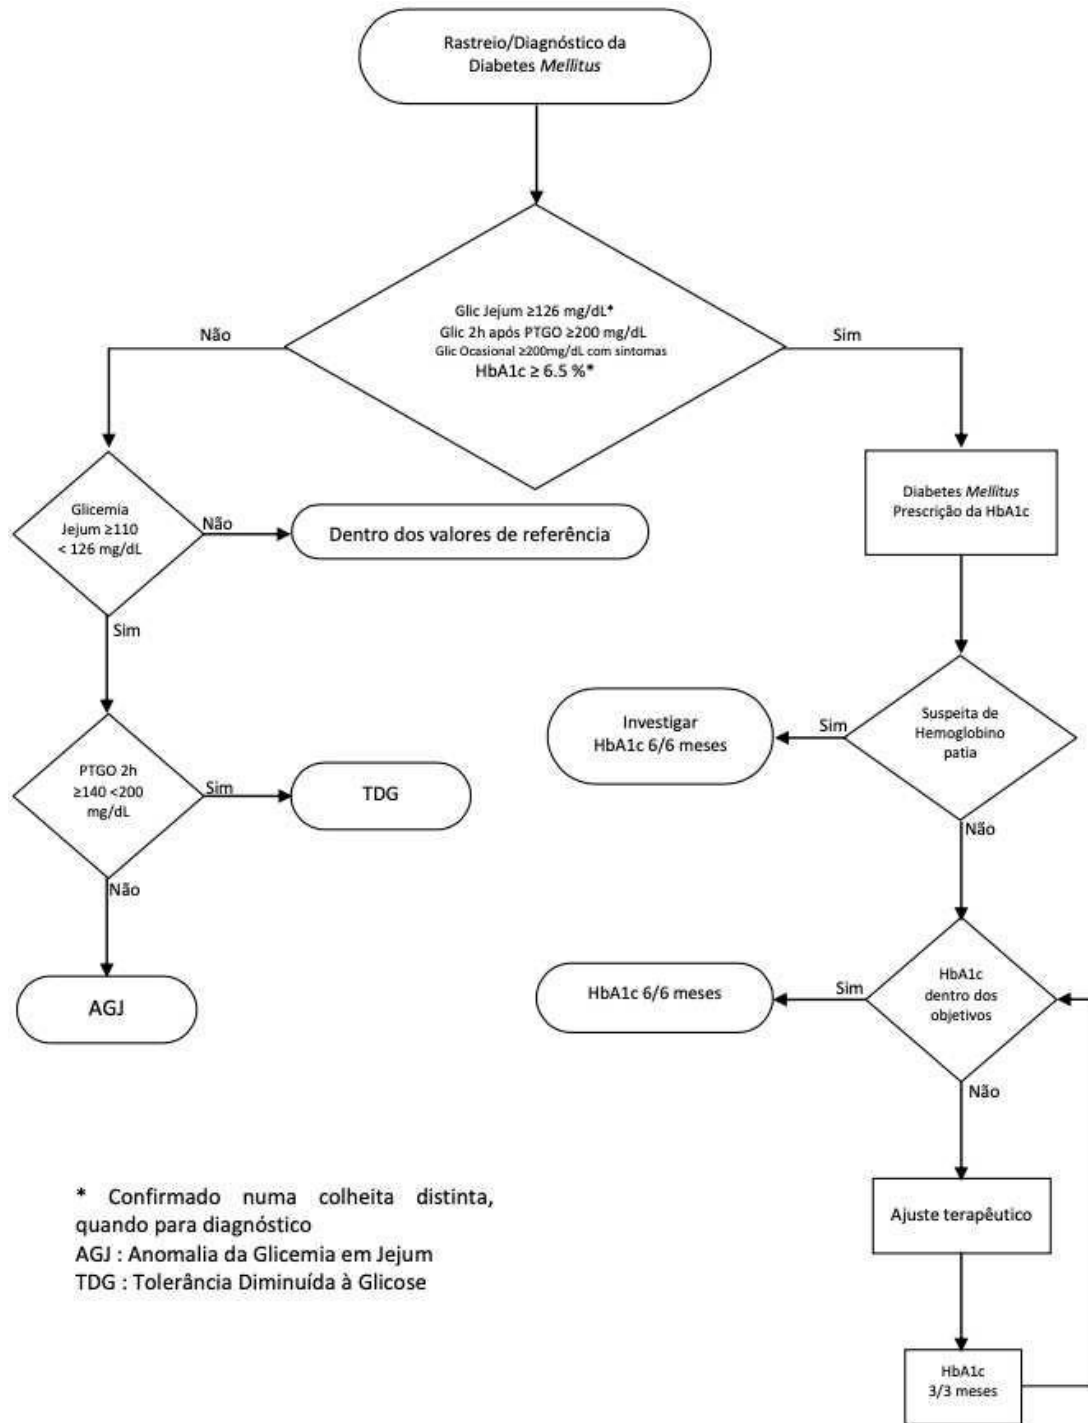 Rastreio/Diagnóstico da
Diabetes Mellitus
Glic Jejum ≥126 mg/dL*
Glic 2h após PTGO ≥200 mg/dL
Glic Ocasional ≥200mg/dL com sintomas
HbA1c ≥ 6.5 %*
Não
Sim
Glicemia
Jejum ≥110
< 126 mg/dL
Não
Dentro dos valores de referência
Sim
Diabetes Mellitus
Prescrição da HbA1c
PTGO 2h
≥140 <200
mg/dL
Sim
TDG
Não
AGJ
Suspeita de
Hemoglobino
patia
Sim
Investigar
HbA1c 6/6 meses
Não
HbA1c
dentro dos
objetivos
Sim
HbA1c 6/6 meses
Não
Ajuste terapêutico
HbA1c
3/3 meses
* Confirmado numa colheita distinta,
quando para diagnóstico
AGJ : Anomalia da Glicemia em Jejum
TDG : Tolerância Diminuída à Glicose